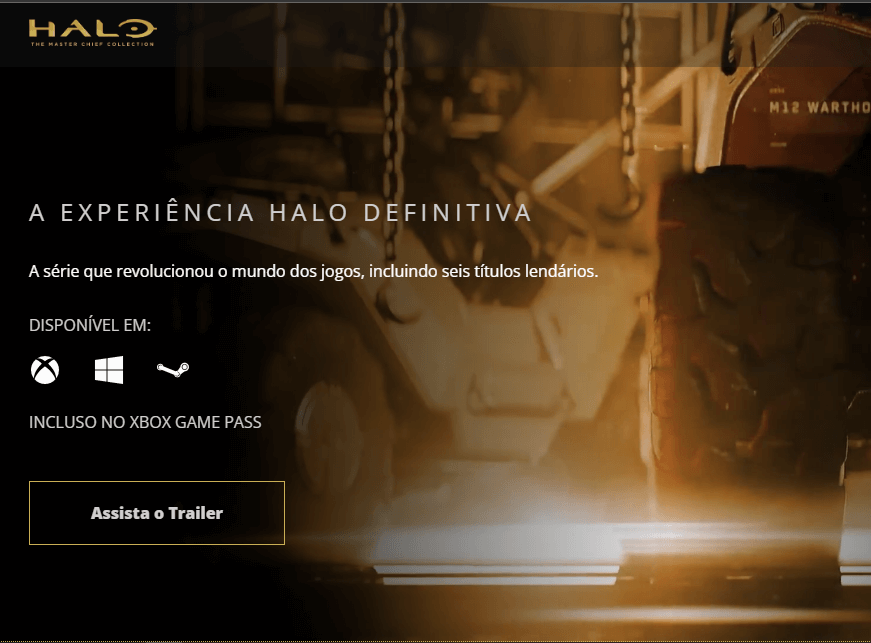 HALO
THE MASTER CHIEF COLLECTION
M12 WARTHO
A EXPERIÊNCIA HALO DEFINITIVA
A série que revolucionou o mundo dos jogos, incluindo seis títulos lendários.
DISPONÍVEL EM:
INCLUSO NO XBOX GAME PASS
Assista o Trailer